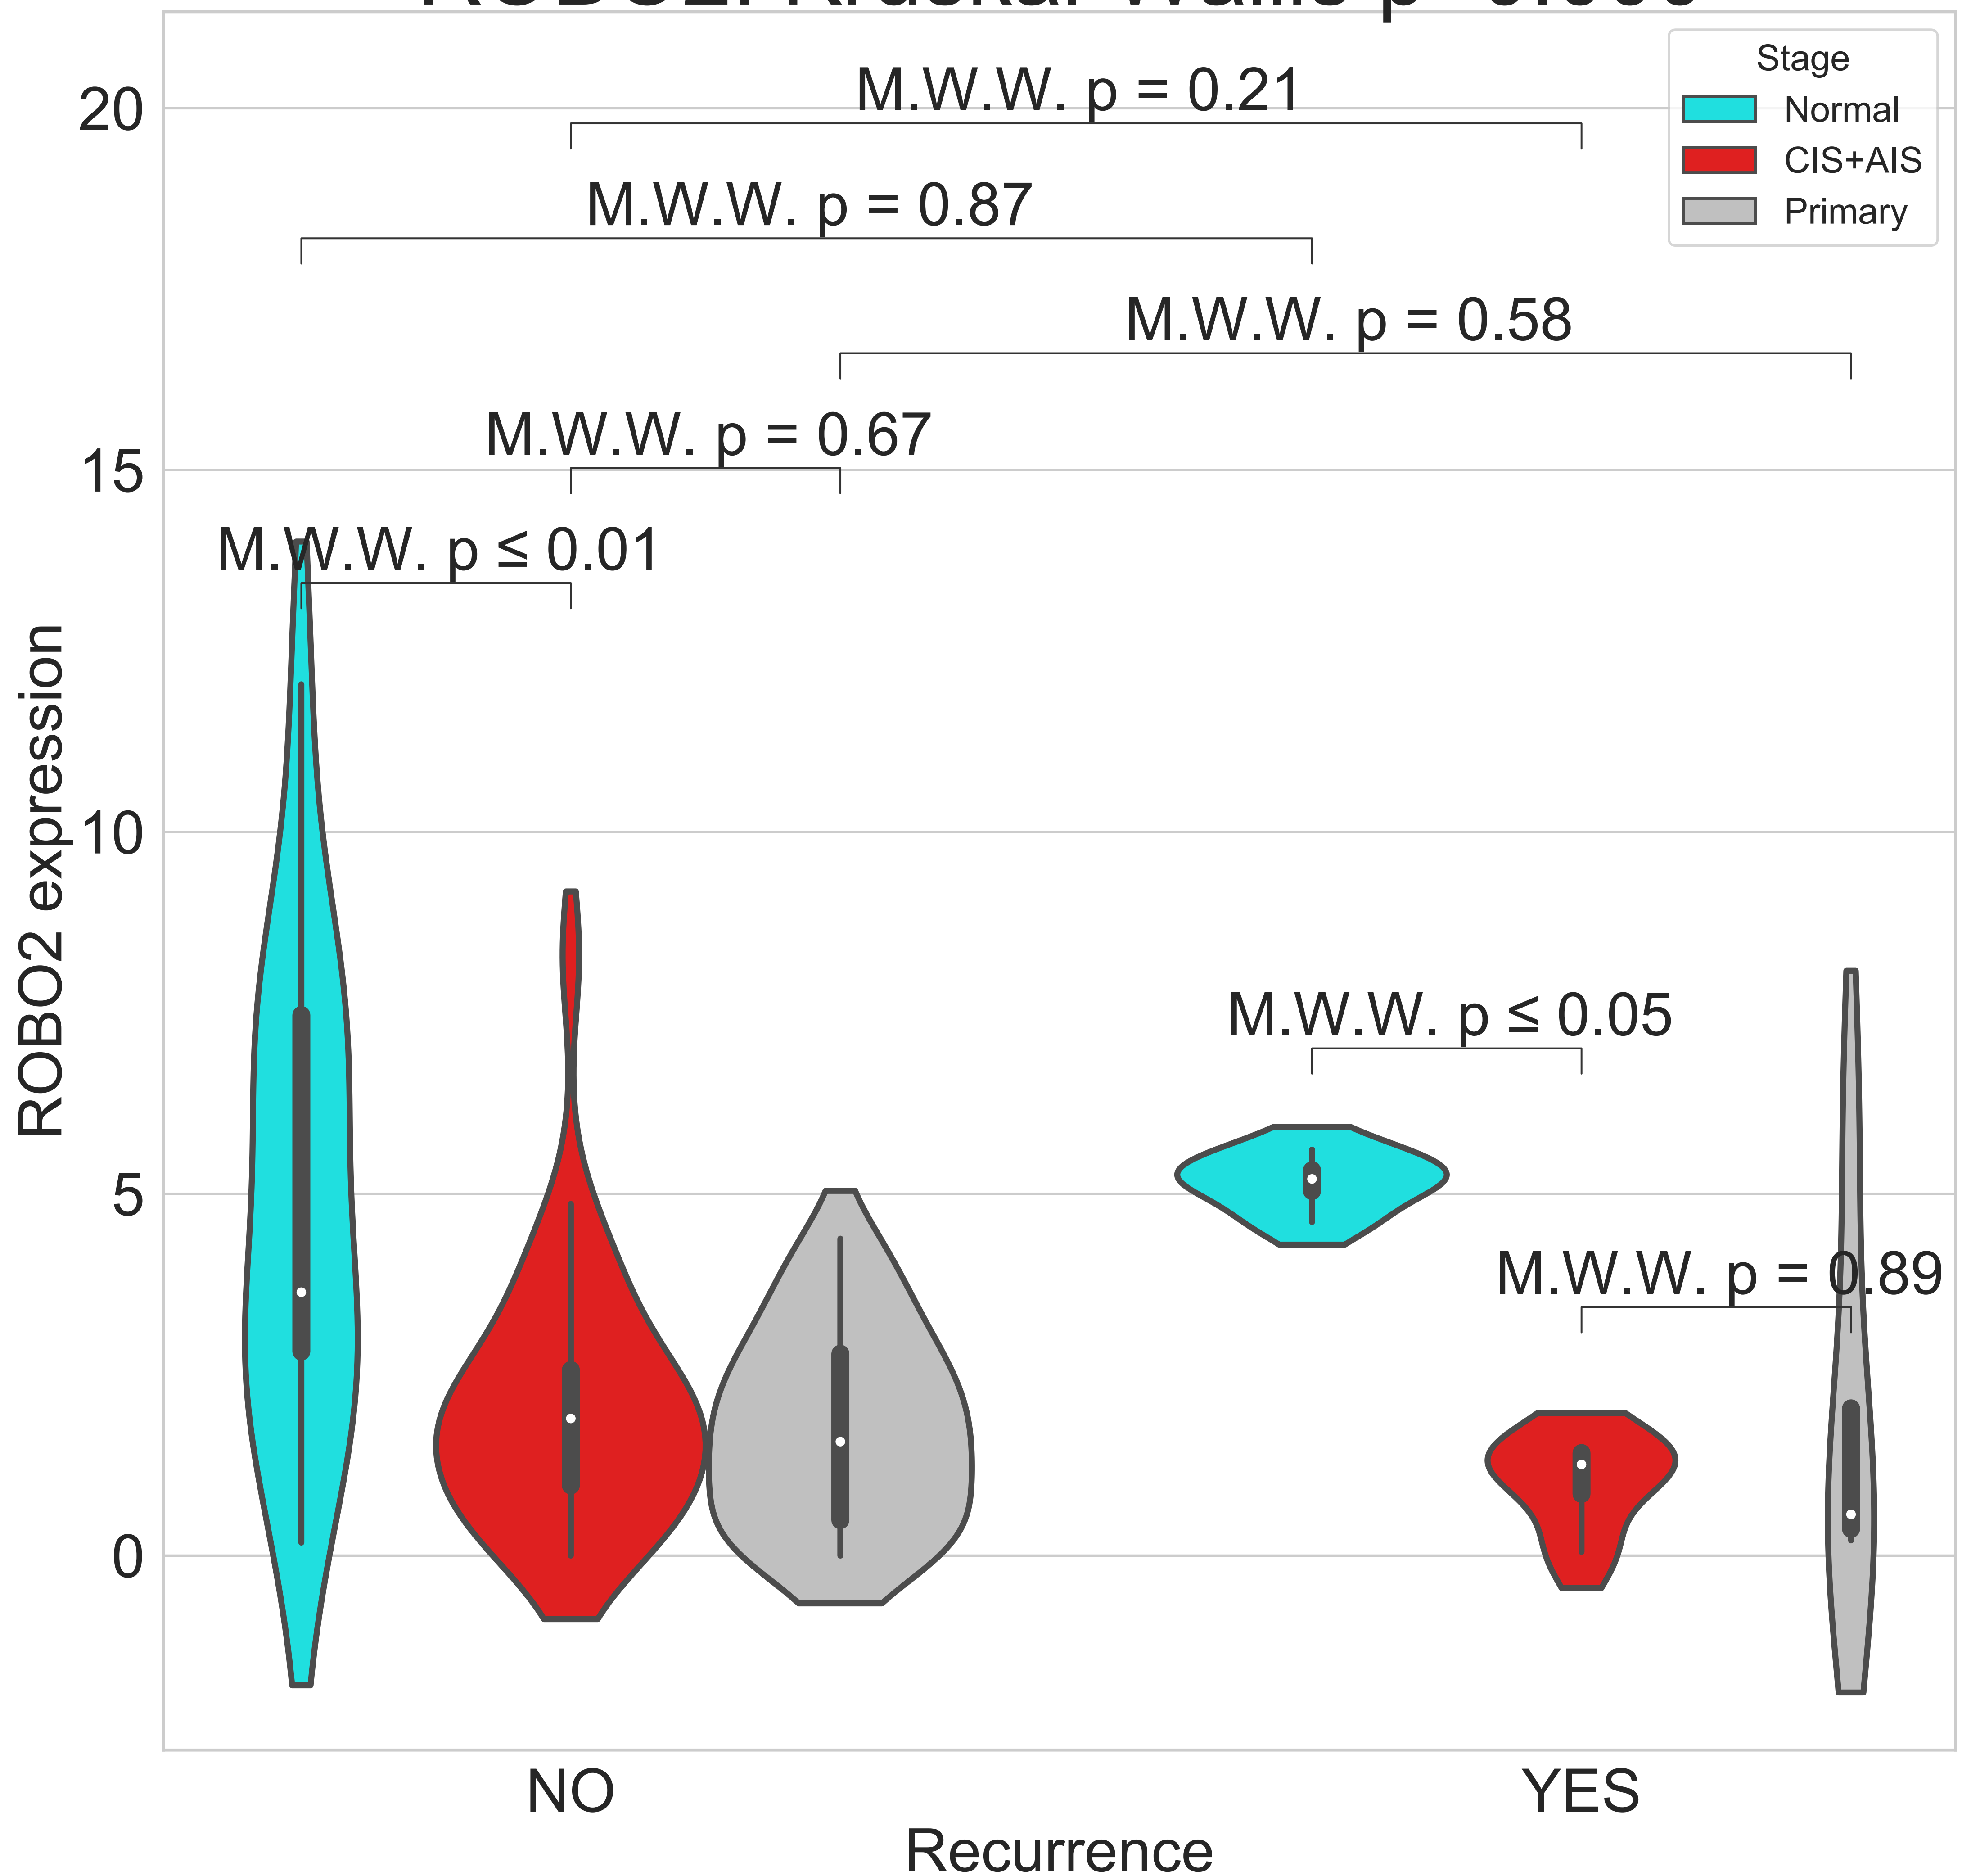 Stage
Normal
CIS+AIS
Primary
M.W.W. p = 0.21
M.W.W. p = 0.87
M.W.W. p = 0.58
M.W.W. p = 0.67
M.W.W. p ≤ 0.01
M.W.W. p ≤ 0.05
M.W.W. p = 0.89
20
15
10
5
0
ROBO2 expression
NO
YES
Recurrence